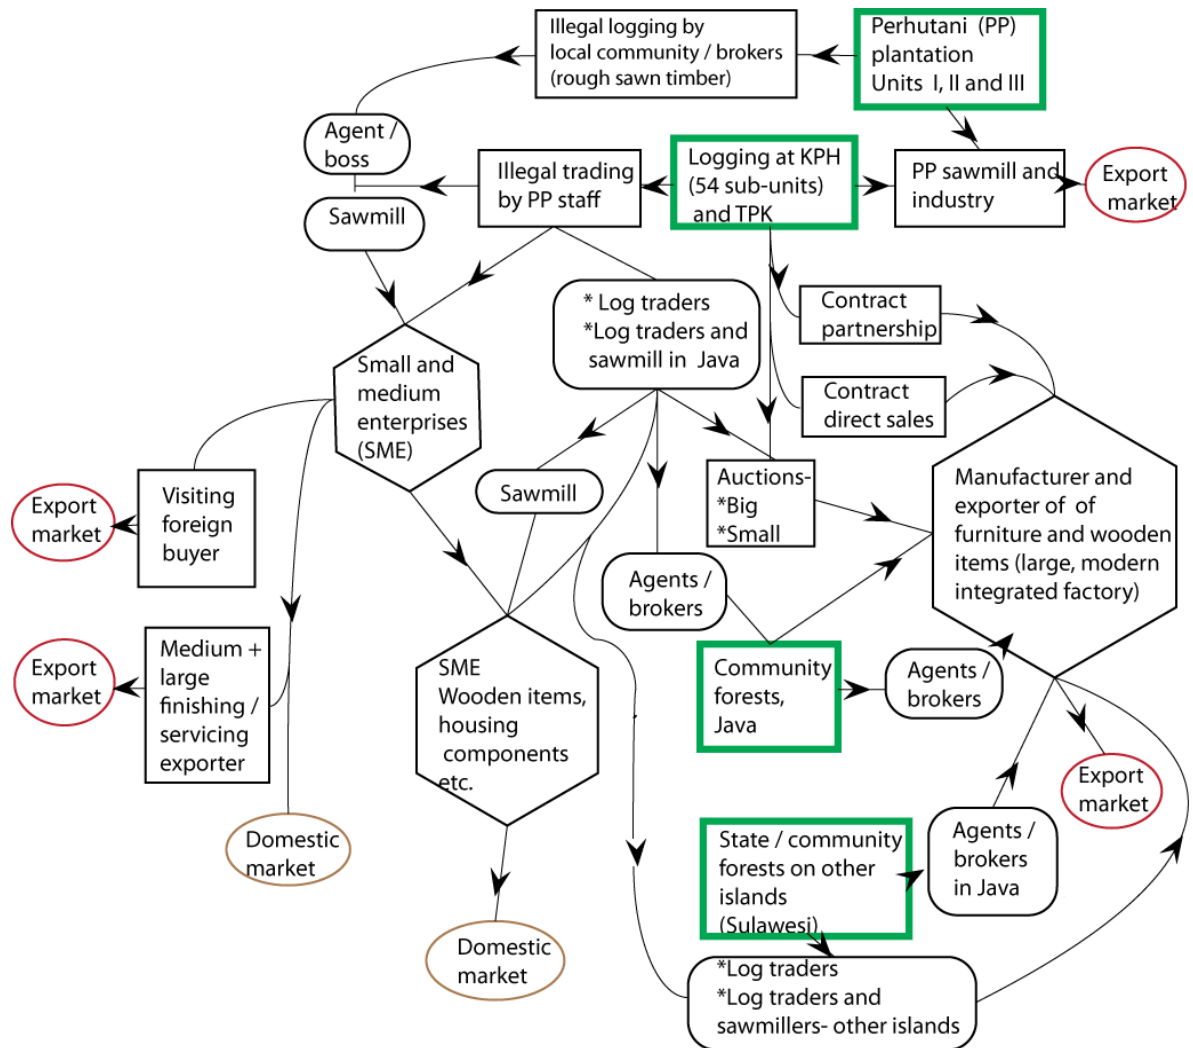 Illegal logging by
local community / brokers
(rough sawn timber)
Perhutani (PP)
plantation
Units I, II and III
Agent /
boss
Illegal trading
by PP staff
Logging at KPH
(54 sub-units)
and TPK
PP sawmill and
industry
Export
market
Sawmill
* Log traders
*Log traders and
sawmill in Java
Contract
partnership
Small and
medium
enterprises
(SME)
Contract
direct sales
Export
market
Visiting
foreign
buyer
Sawmill
Auctions-
*Big
*Small
Manufacturer and
exporter of of
furniture and wooden
items (large, modern
integrated factory)
Agents /
brokers
Export
market
Medium +
large
finishing /
servicing
exporter
SME
Wooden items,
housing
components
etc.
Community
forests,
Java
Agents /
brokers
Export
market
Domestic
market
State / community
forests on other
islands
(Sulawesi)
Agents /
brokers
in Java
Domestic
market
*Log traders
*Log traders and
sawmillers- other islands